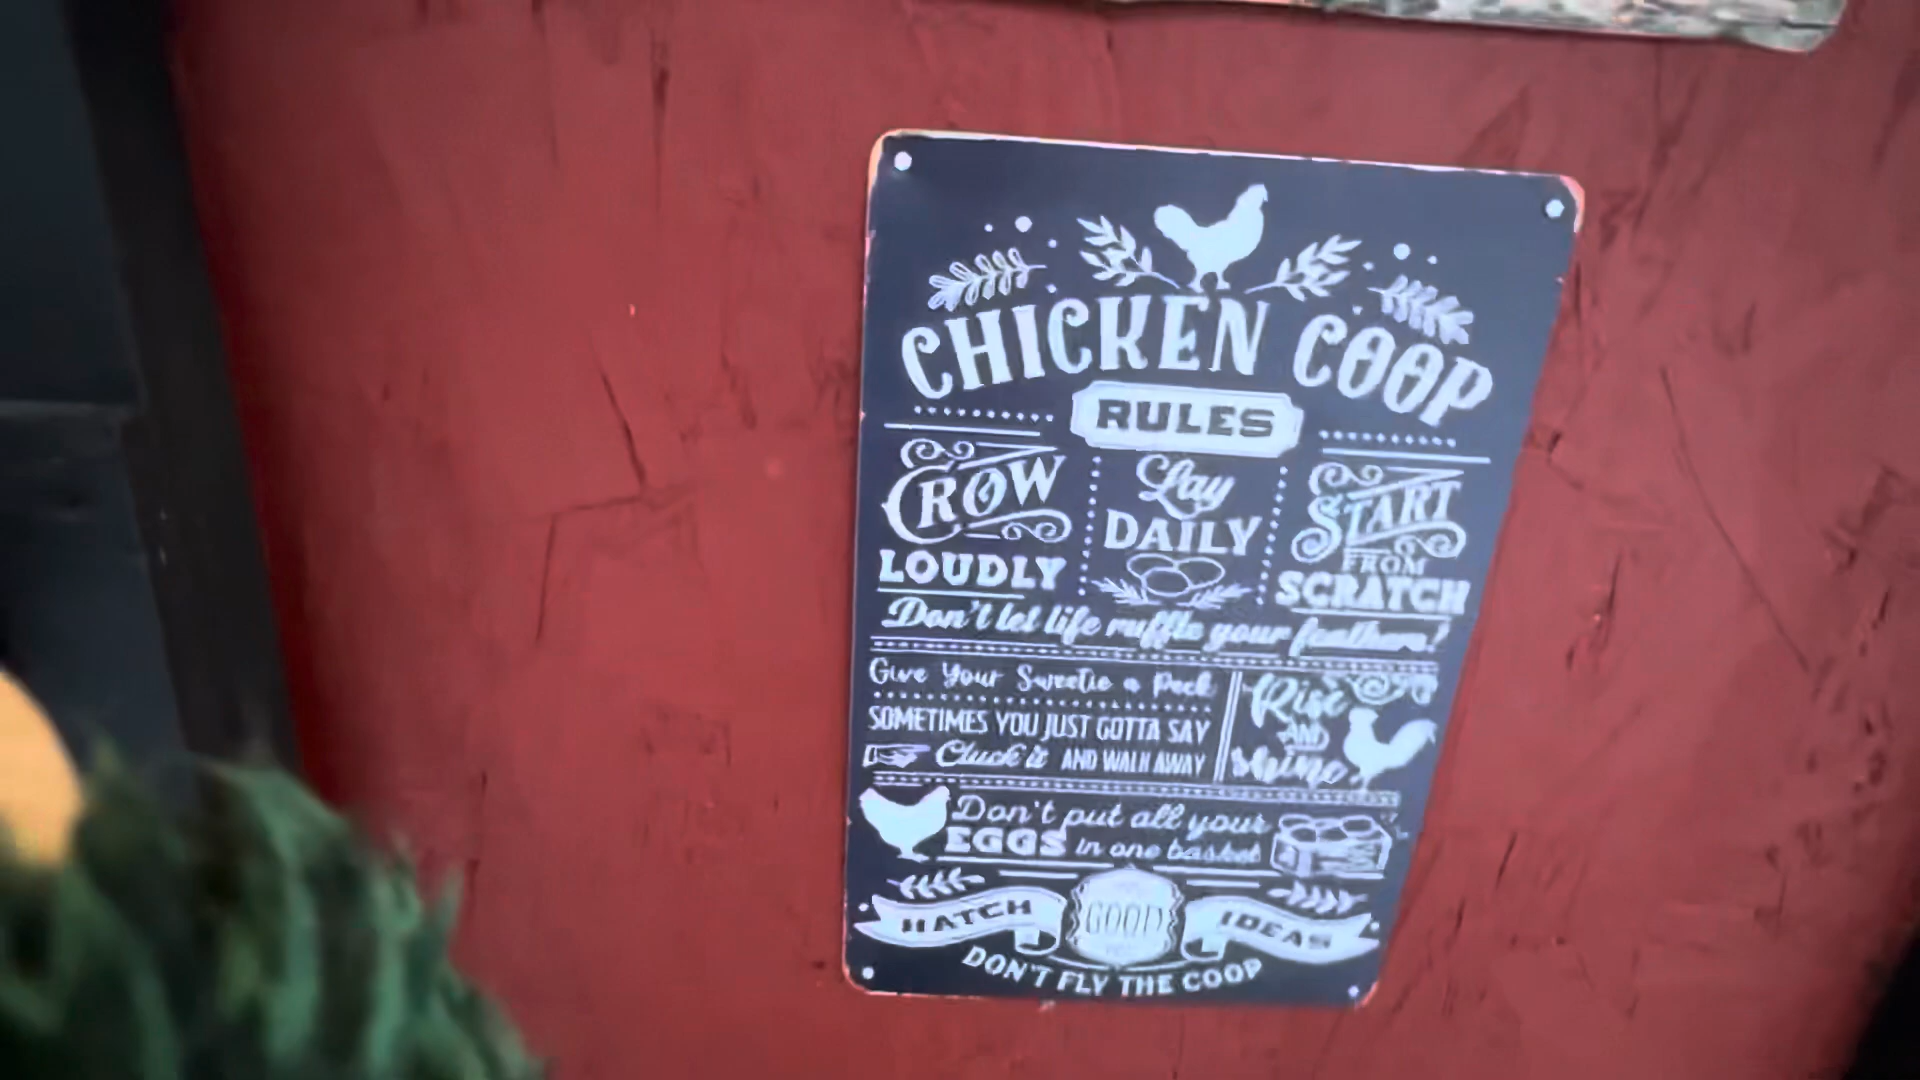 CHICKEN COOP
RULES
CROW
LOUDLY
Lay
DAILY
START
FROM
SCRATCH
Don't let life ruffle your feathers!
Give Your Sweetie a Peck
SOMETIMES YOU JUST GOTTA SAY
Cluck it AND WALK AWAY
Rise
AND
shine
Don't put all your
EGGS in one basket
HATCH GOOD IDEAS
DON'T FLY THE COOP